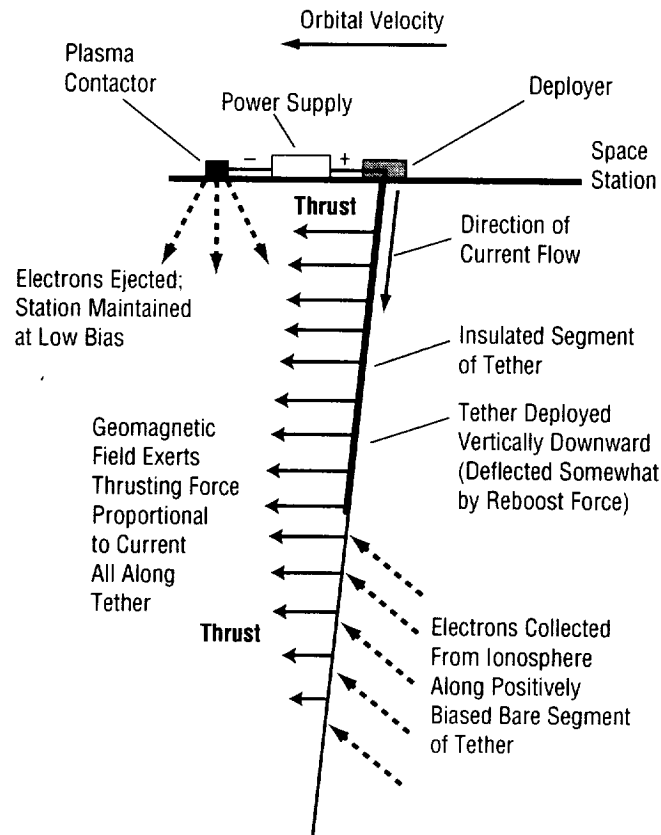 Orbital Velocity
Plasma
Contactor
Power Supply
Deployer
− +
Space
Station
Thrust
Direction of
Current Flow
Electrons Ejected;
Station Maintained
at Low Bias
Insulated Segment
of Tether
Tether Deployed
Vertically Downward
(Deflected Somewhat
by Reboost Force)
Geomagnetic
Field Exerts
Thrusting Force
Proportional
to Current
All Along
Tether
Thrust
Electrons Collected
From Ionosphere
Along Positively
Biased Bare Segment
of Tether